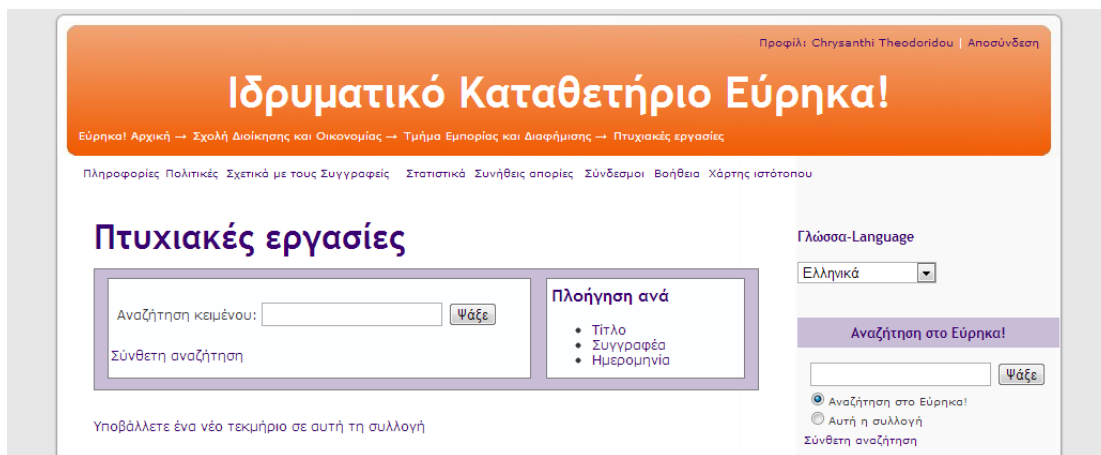 Προφίλ: Chrysanthi Theodoridou | Αποσύνδεση
Ιδρυματικό Καταθετήριο Εύρηκα!
Εύρηκα! Αρχική → Σχολή Διοίκησης και Οικονομίας → Τμήμα Εμπορίας και Διαφήμισης → Πτυχιακές εργασίες
Πληροφορίες Πολιτικές Σχετικά με τους Συγγραφείς Στατιστικά Συνήθεις απορίες Σύνδεσμοι Βοήθεια Χάρτης ιστότοπου
Πτυχιακές εργασίες
Αναζήτηση κειμένου: Ψάξε
Σύνθετη αναζήτηση
Πλοήγηση ανά
• Τίτλο
• Συγγραφέα
• Ημερομηνία
Υποβάλλετε ένα νέο τεκμήριο σε αυτή τη συλλογή
Γλώσσα-Language
Ελληνικά
Αναζήτηση στο Εύρηκα!
Ψάξε
Αναζήτηση στο Εύρηκα!
Αυτή η συλλογή
Σύνθετη αναζήτηση